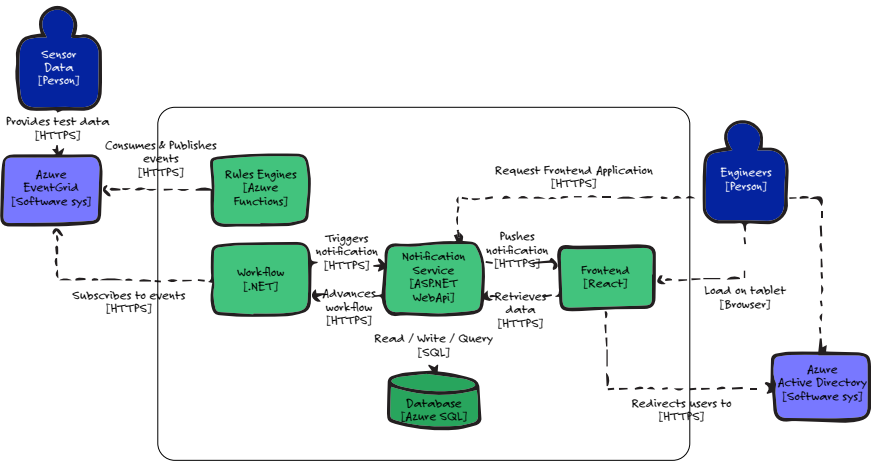 Sensor
Data
[Person]
Provides test data
[HTTPS]
Consumes & Publishes
events
[HTTPS]
Azure
EventGrid
[Software sys]
Rules Engines
[Azure
Functions]
Request Frontend Application
[HTTPS]
Engineers
[Person]
Triggers
notification
[HTTPS]
Pushes
notification
[HTTPS]
Workflow
[.NET]
Notification
Service
[ASP.NET
WebApi]
Frontend
[React]
Subscribes to events
[HTTPS]
Advances
workflow
[HTTPS]
Retrieves
data
[HTTPS]
Load on tablet
[Browser]
Read / Write / Query
[SQL]
Database
[Azure SQL]
Redirects users to
[HTTPS]
Azure
Active Directory
[Software sys]